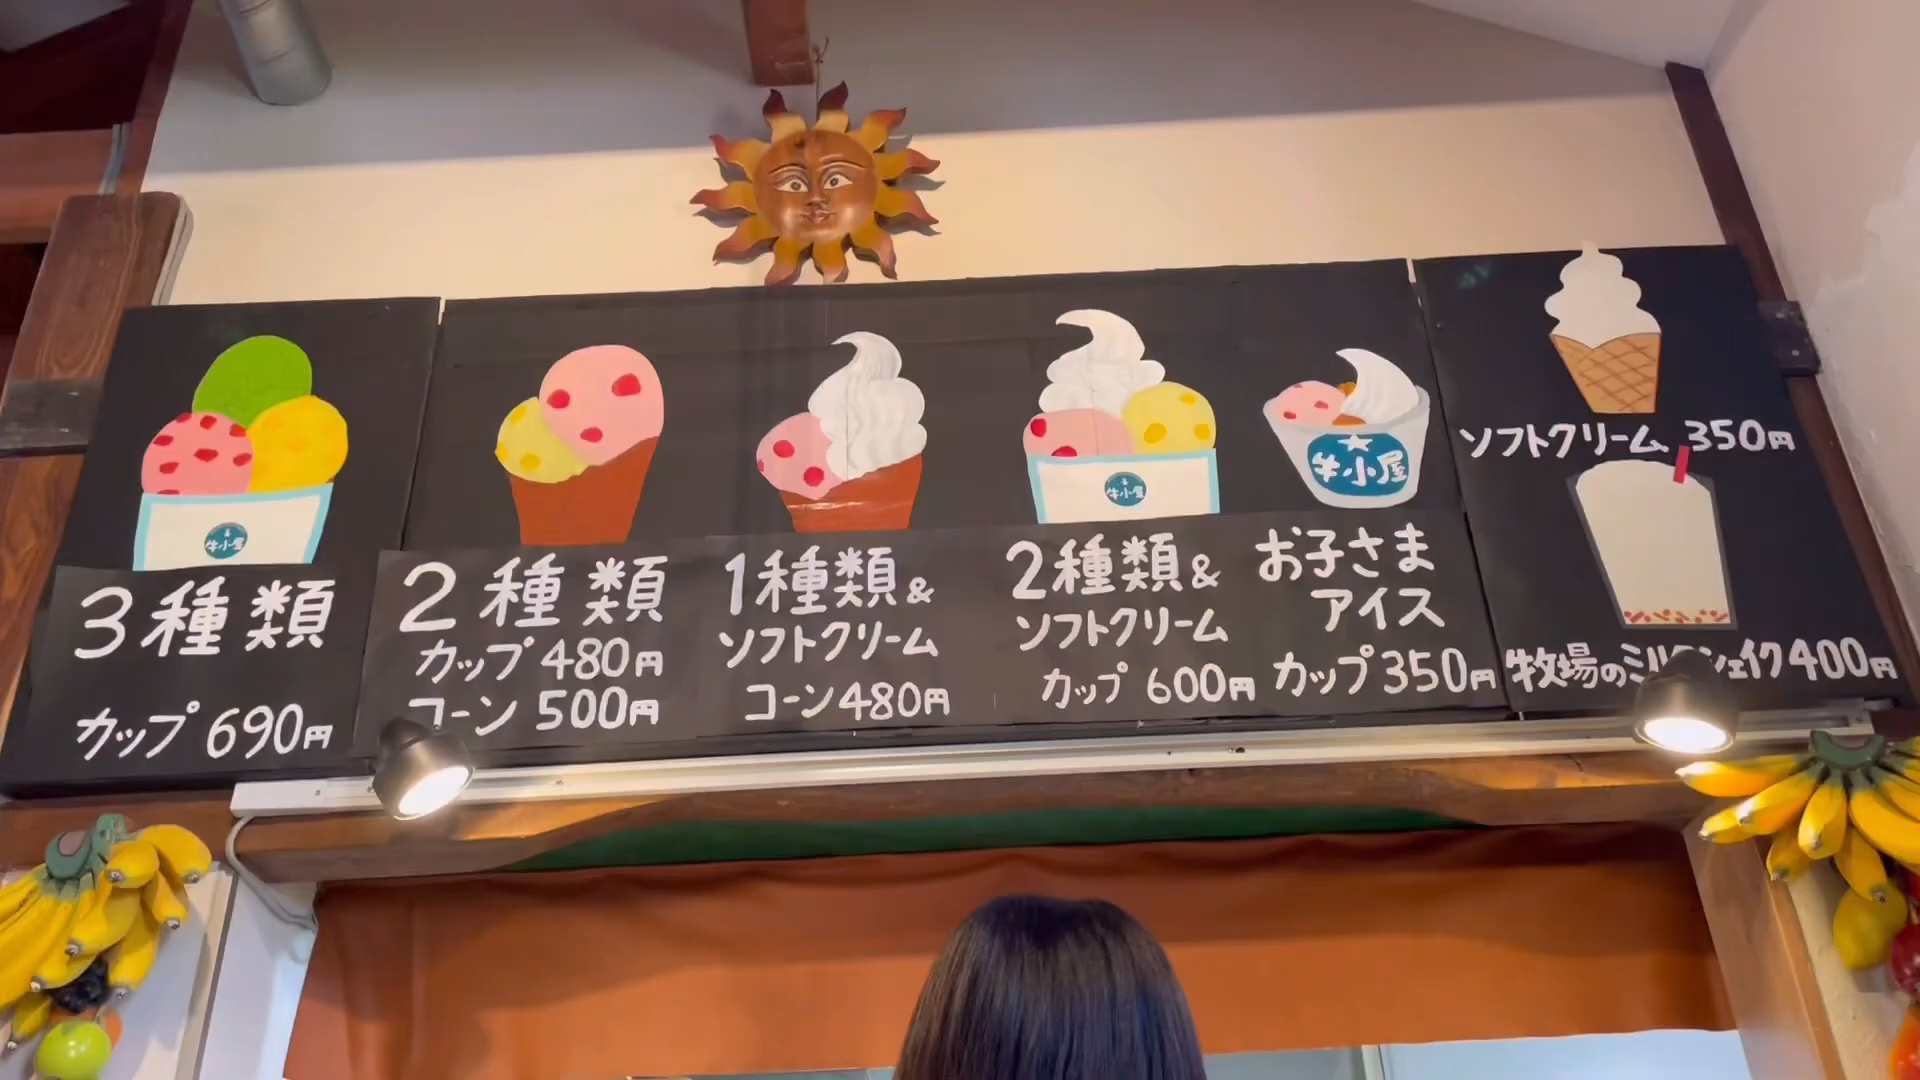 牛小屋
3種類
カップ 690円
2種類
カップ 480円
コーン 500円
1種類&
ソフトクリーム
コーン 480円
牛小屋
2種類&
ソフトクリーム
カップ 600円
牛小屋
お子さま
アイス
カップ 350円
ソフトクリーム 350円
牧場のミルクシェイク 400円